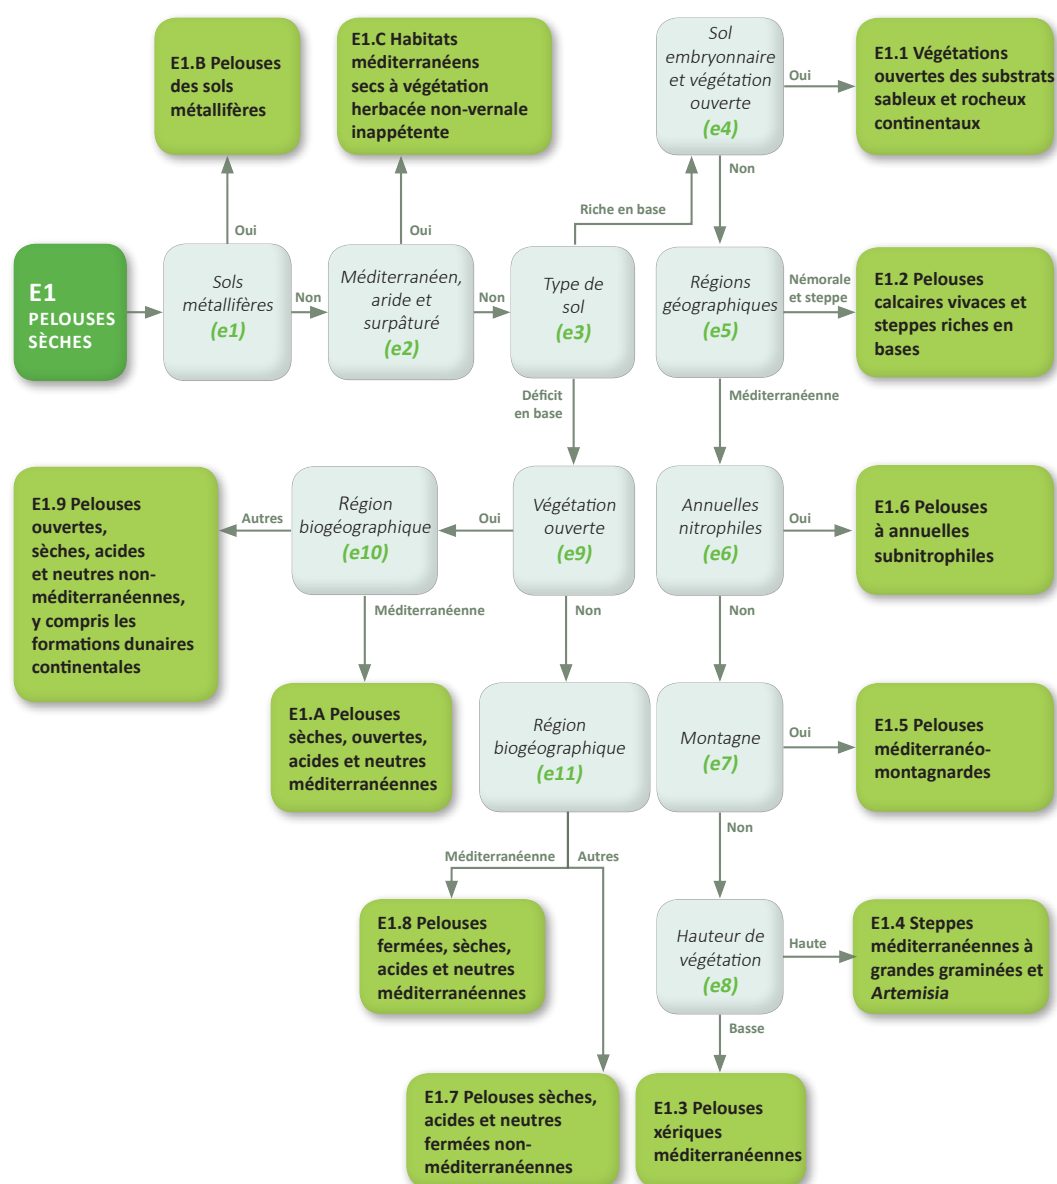 Sol
embryonnaire
et végétation
ouverte
(e4)
Oui
E1.1 Végétations
ouvertes des substrats
sableux et rocheux
continentaux
E1.B Pelouses
des sols
métallifères
E1.C Habitats
méditerranéens
secs à végétation
herbacée non-vernale
inappétente
Non
Riche en base
Oui
Oui
E1
PELOUSES
SÈCHES
Sols
métallifères
(e1)
Non
Méditerranéen,
aride et
surpâturé
(e2)
Non
Type de
sol
(e3)
Régions
géographiques
(e5)
Némorale
et steppe
E1.2 Pelouses
calcaires vivaces et
steppes riches en
bases
Déficit
en base
Méditerranéenne
E1.9 Pelouses
ouvertes,
sèches, acides
et neutres non-
méditerranéennes,
y compris les
formations dunaires
continentales
Autres
Région
biogéographique
(e10)
Oui
Végétation
ouverte
(e9)
Annuelles
nitrophiles
(e6)
Oui
E1.6 Pelouses
à annuelles
subnitrophiles
Méditerranéenne
Non
Non
E1.A Pelouses
sèches, ouvertes,
acides et neutres
méditerranéennes
Région
biogéographique
(e11)
Montagne
(e7)
Oui
E1.5 Pelouses
méditerranéo-
montagnardes
Non
Méditerranéenne
Autres
E1.8 Pelouses
fermées, sèches,
acides et neutres
méditerranéennes
Hauteur de
végétation
(e8)
Haute
E1.4 Steppes
méditerranéennes à
grandes graminées et
Artemisia
Basse
E1.7 Pelouses sèches,
acides et neutres
fermées non-
méditerranéennes
E1.3 Pelouses
xériques
méditerranéennes